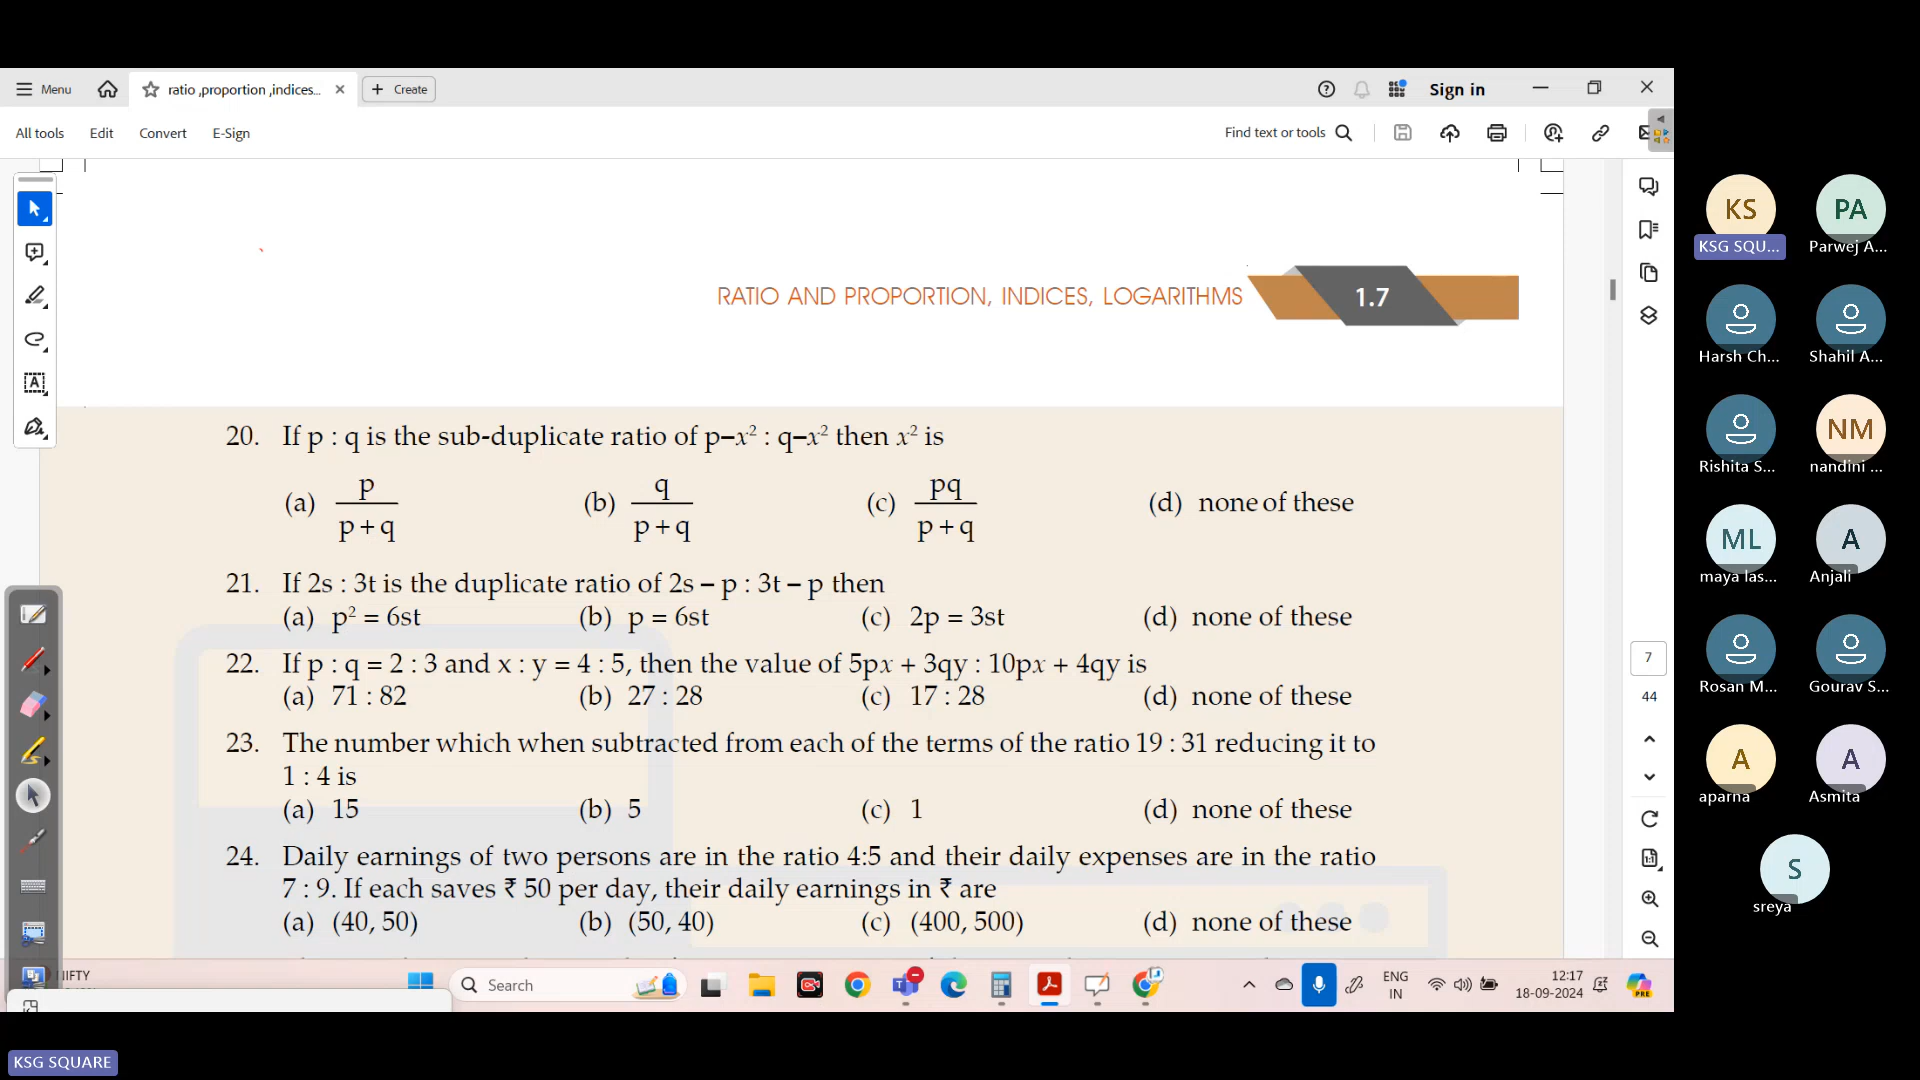 Menu
ratio ,proportion ,indices...
Create
Sign in
All tools
Edit
Convert
E-Sign
Find text or tools
RATIO AND PROPORTION, INDICES, LOGARITHMS
1.7
20. If p : q is the sub-duplicate ratio of p–x² : q–x² then x² is
(a) p/(p + q) (b) q/(p + q) (c) pq/(p + q) (d) none of these
21. If 2s : 3t is the duplicate ratio of 2s – p : 3t – p then
(a) p² = 6st (b) p = 6st (c) 2p = 3st (d) none of these
22. If p : q = 2 : 3 and x : y = 4 : 5, then the value of 5px + 3qy : 10px + 4qy is
(a) 71 : 82 (b) 27 : 28 (c) 17 : 28 (d) none of these
23. The number which when subtracted from each of the terms of the ratio 19 : 31 reducing it to
1 : 4 is
(a) 15 (b) 5 (c) 1 (d) none of these
24. Daily earnings of two persons are in the ratio 4:5 and their daily expenses are in the ratio
7 : 9. If each saves ₹ 50 per day, their daily earnings in ₹ are
(a) (40, 50) (b) (50, 40) (c) (400, 500) (d) none of these
7
44
Search
ENG
IN
12:17
18-09-2024
PRE
KSG SQUARE
KS
KSG SQU...
PA
Parwej A...
Harsh Ch...
Shahil A...
Rishita S...
NM
nandini ...
ML
maya las...
A
Anjali
Rosan M...
Gourav S...
A
aparna
A
Asmita
S
sreya